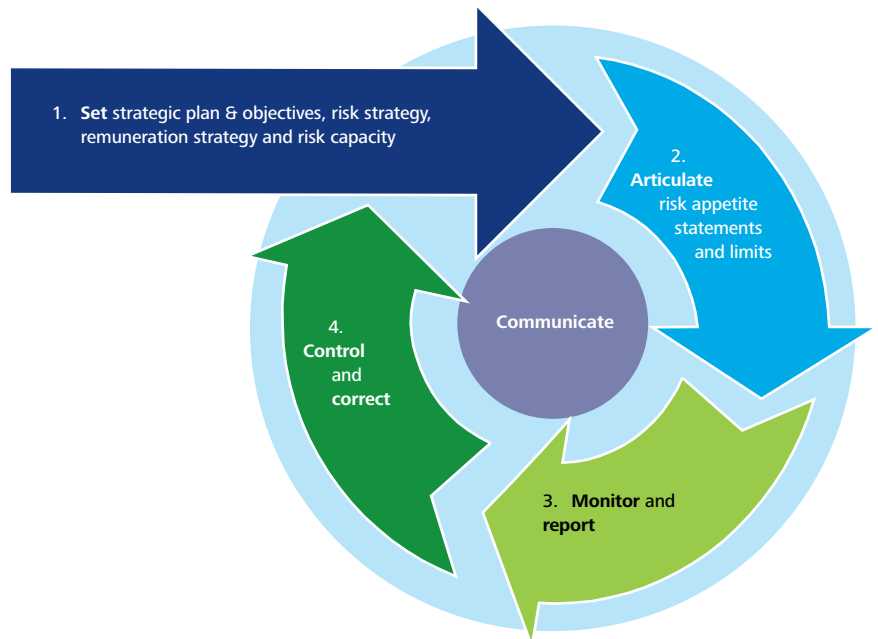 1. Set strategic plan & objectives, risk strategy,
remuneration strategy and risk capacity
2.
Articulate
risk appetite
statements
and limits
Communicate
4.
Control
and
correct
3. Monitor and
report